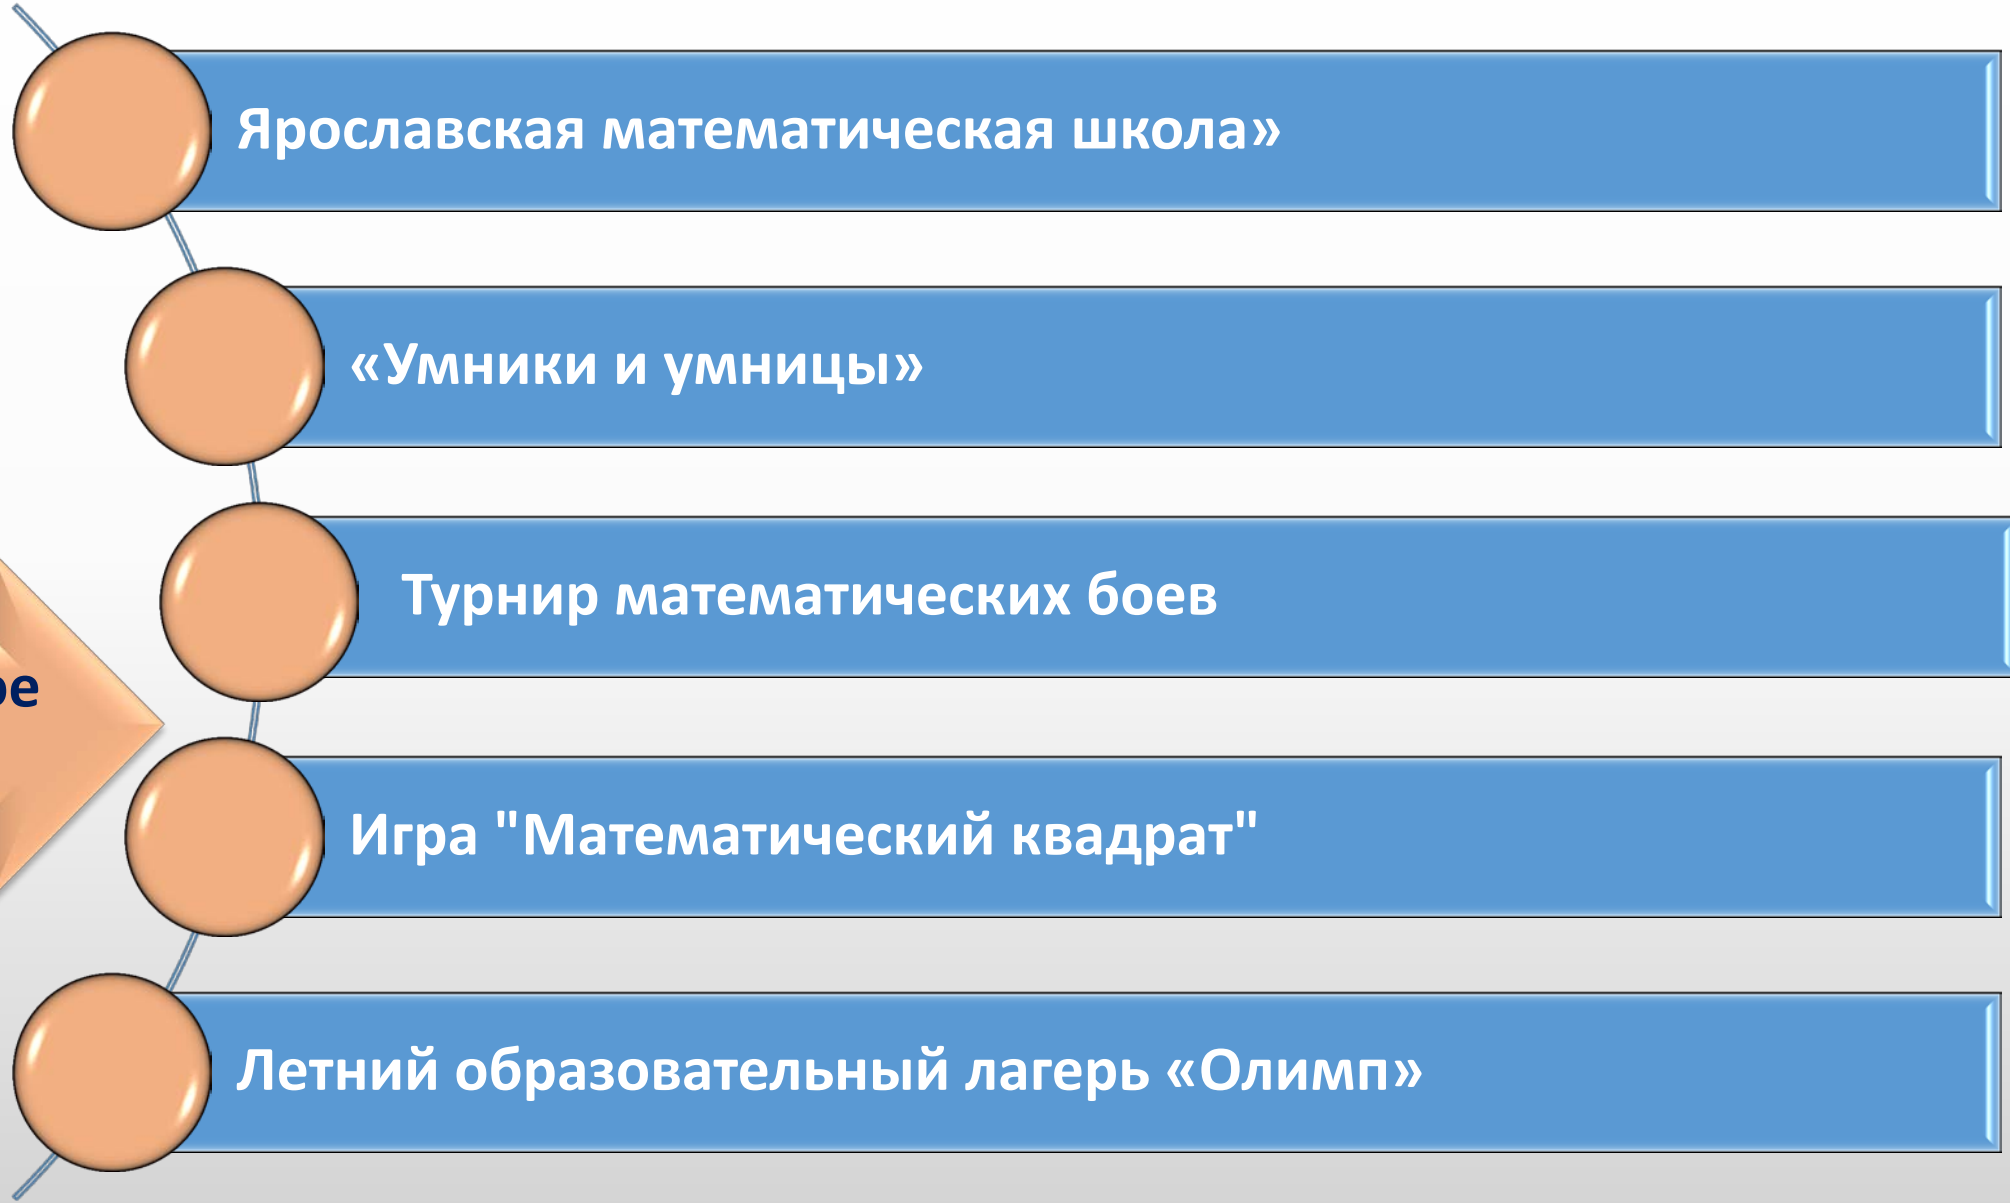 Ярославская математическая школа»
«Умники и умницы»
Турнир математических боев
Игра "Математический квадрат"
Летний образовательный лагерь «Олимп»